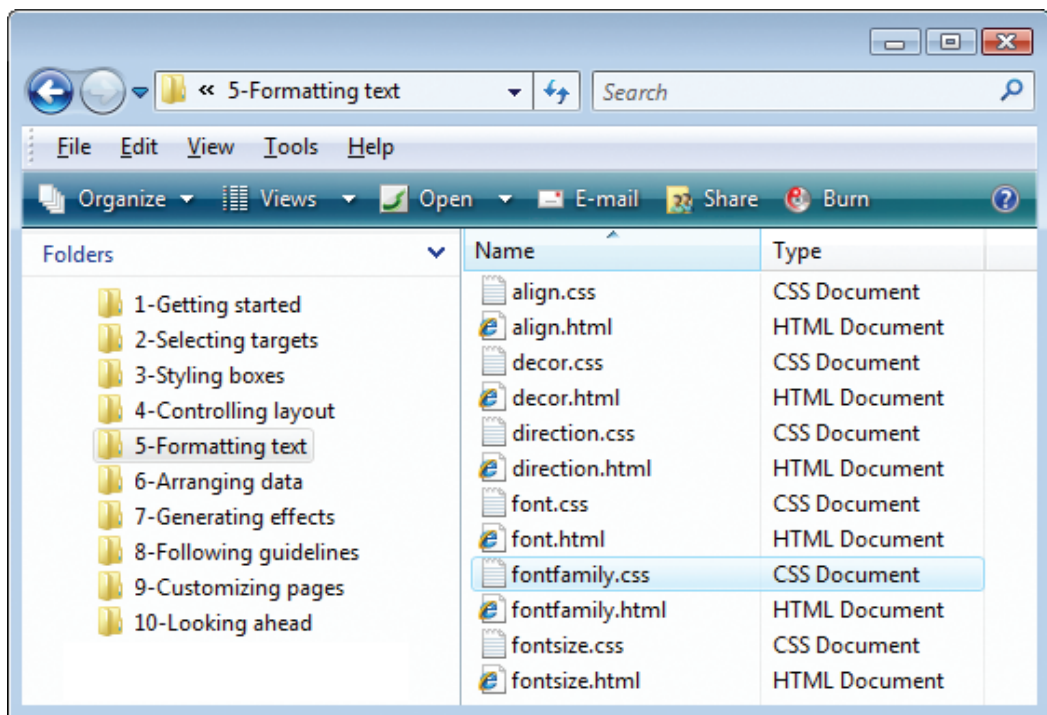 « 5-Formatting text
Search
File Edit View Tools Help
Organize Views Open E-mail Share Burn ?
Folders
1-Getting started
2-Selecting targets
3-Styling boxes
4-Controlling layout
5-Formatting text
6-Arranging data
7-Generating effects
8-Following guidelines
9-Customizing pages
10-Looking ahead
Name Type
align.css CSS Document
align.html HTML Document
decor.css CSS Document
decor.html HTML Document
direction.css CSS Document
direction.html HTML Document
font.css CSS Document
font.html HTML Document
fontfamily.css CSS Document
fontfamily.html HTML Document
fontsize.css CSS Document
fontsize.html HTML Document